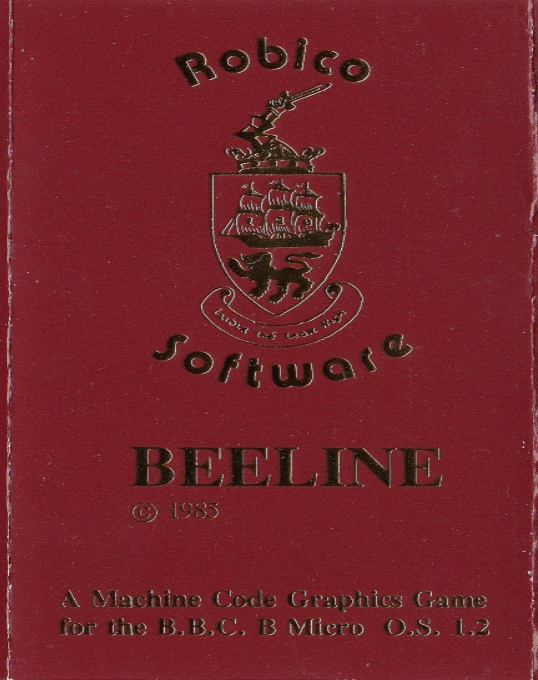 Robico
Software
BEELINE
© 1985
A Machine Code Graphics Game
for the B.B.C. B Micro O.S. 1.2